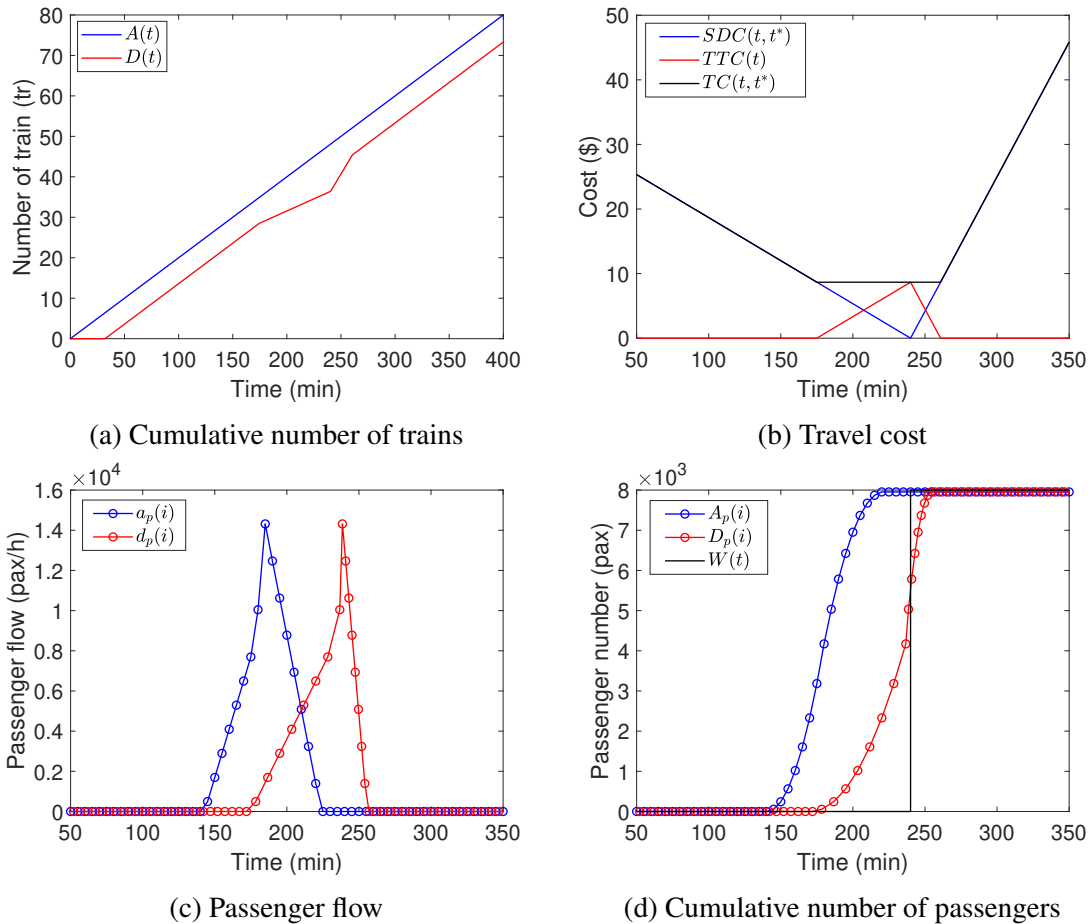 A(t)
D(t)
80
70
60
50
40
30
20
10
0
Number of train (tr)
0 50 100 150 200 250 300 350 400
Time (min)
(a) Cumulative number of trains
SDC(t, t*)
TTC(t)
TC(t, t*)
50
40
30
20
10
0
Cost ($)
50 100 150 200 250 300 350
Time (min)
(b) Travel cost
×10⁴
1.6
1.4
1.2
1
0.8
0.6
0.4
0.2
0
a_p(i)
d_p(i)
Passenger flow (pax/h)
50 100 150 200 250 300 350
Time (min)
(c) Passenger flow
×10³
8
7
6
5
4
3
2
1
0
A_p(i)
D_p(i)
W(t)
Passenger number (pax)
50 100 150 200 250 300 350
Time (min)
(d) Cumulative number of passengers